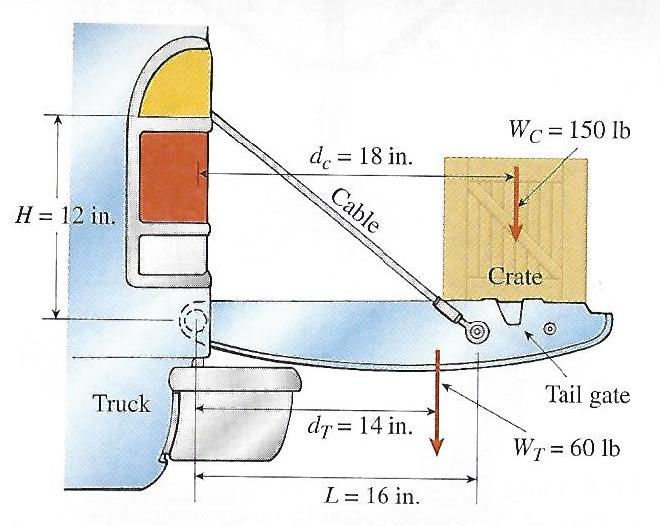 W_C = 150 lb
d_c = 18 in.
Cable
H = 12 in.
Crate
Truck
Tail gate
d_T = 14 in.
W_T = 60 lb
L = 16 in.